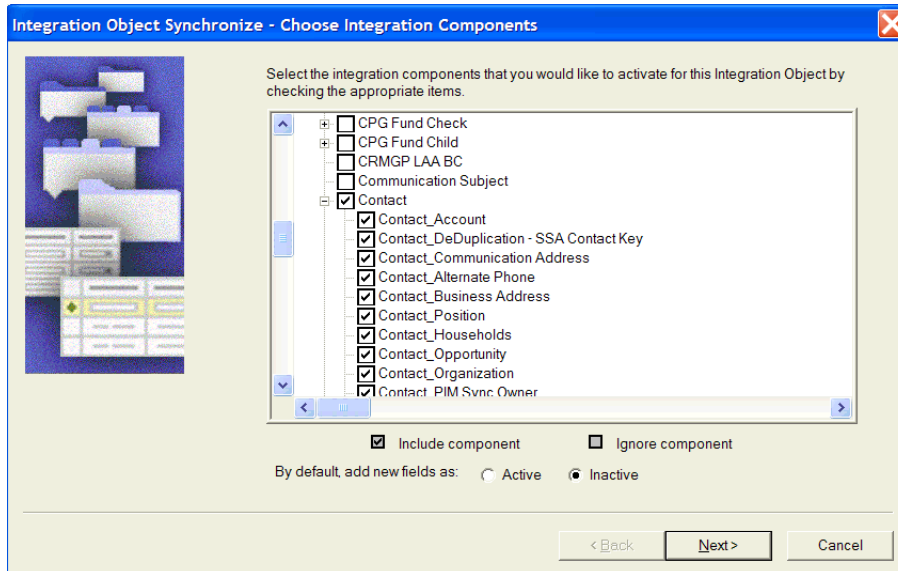 Integration Object Synchronize - Choose Integration Components
Select the integration components that you would like to activate for this Integration Object by
checking the appropriate items.
CPG Fund Check
CPG Fund Child
CRMGP LAA BC
Communication Subject
Contact
Contact_Account
Contact_DeDuplication - SSA Contact Key
Contact_Communication Address
Contact_Alternate Phone
Contact_Business Address
Contact_Position
Contact_Households
Contact_Opportunity
Contact_Organization
Contact_PIM Sync Owner
Include component Ignore component
By default, add new fields as: Active Inactive
< Back Next > Cancel